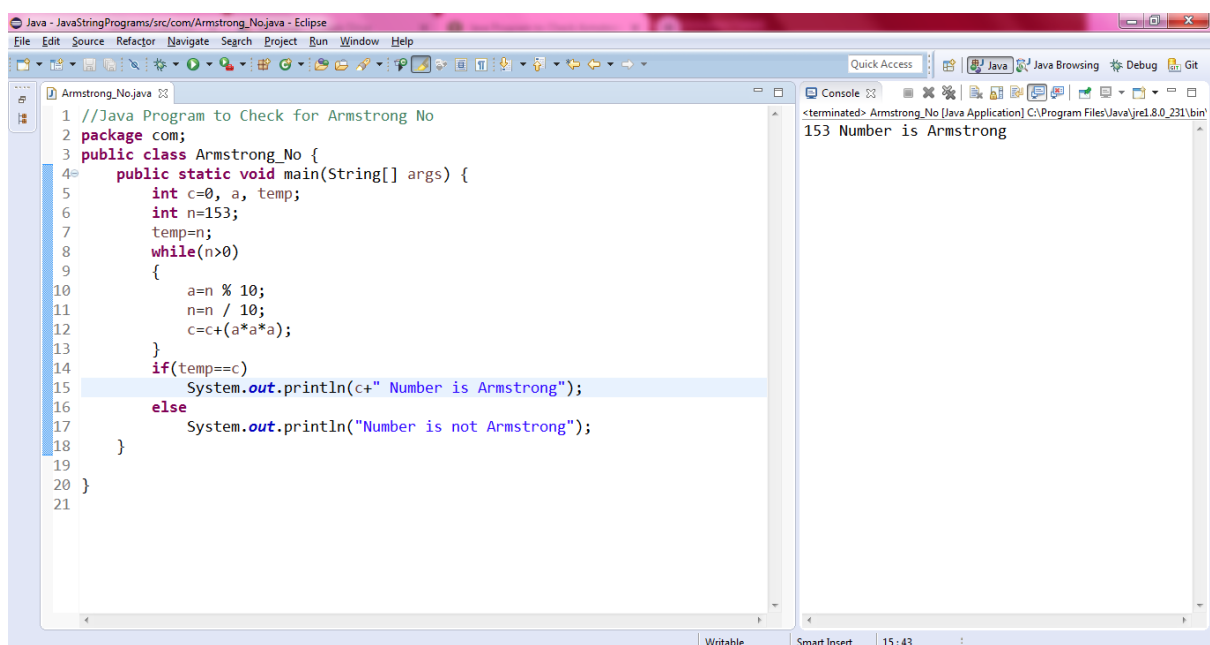 Java - JavaStringPrograms/src/com/Armstrong_No.java - Eclipse
File Edit Source Refactor Navigate Search Project Run Window Help
Quick Access Java Java Browsing Debug Git
Armstrong_No.java
1 //Java Program to Check for Armstrong No
2 package com;
3 public class Armstrong_No {
4 public static void main(String[] args) {
5 int c=0, a, temp;
6 int n=153;
7 temp=n;
8 while(n>0)
9 {
10 a=n % 10;
11 n=n / 10;
12 c=c+(a*a*a);
13 }
14 if(temp==c)
15 System.out.println(c+" Number is Armstrong");
16 else
17 System.out.println("Number is not Armstrong");
18 }
19
20 }
21
Console
<terminated> Armstrong_No [Java Application] C:\Program Files\Java\jre1.8.0_231\bin\
153 Number is Armstrong
Writable Smart Insert 15 : 43